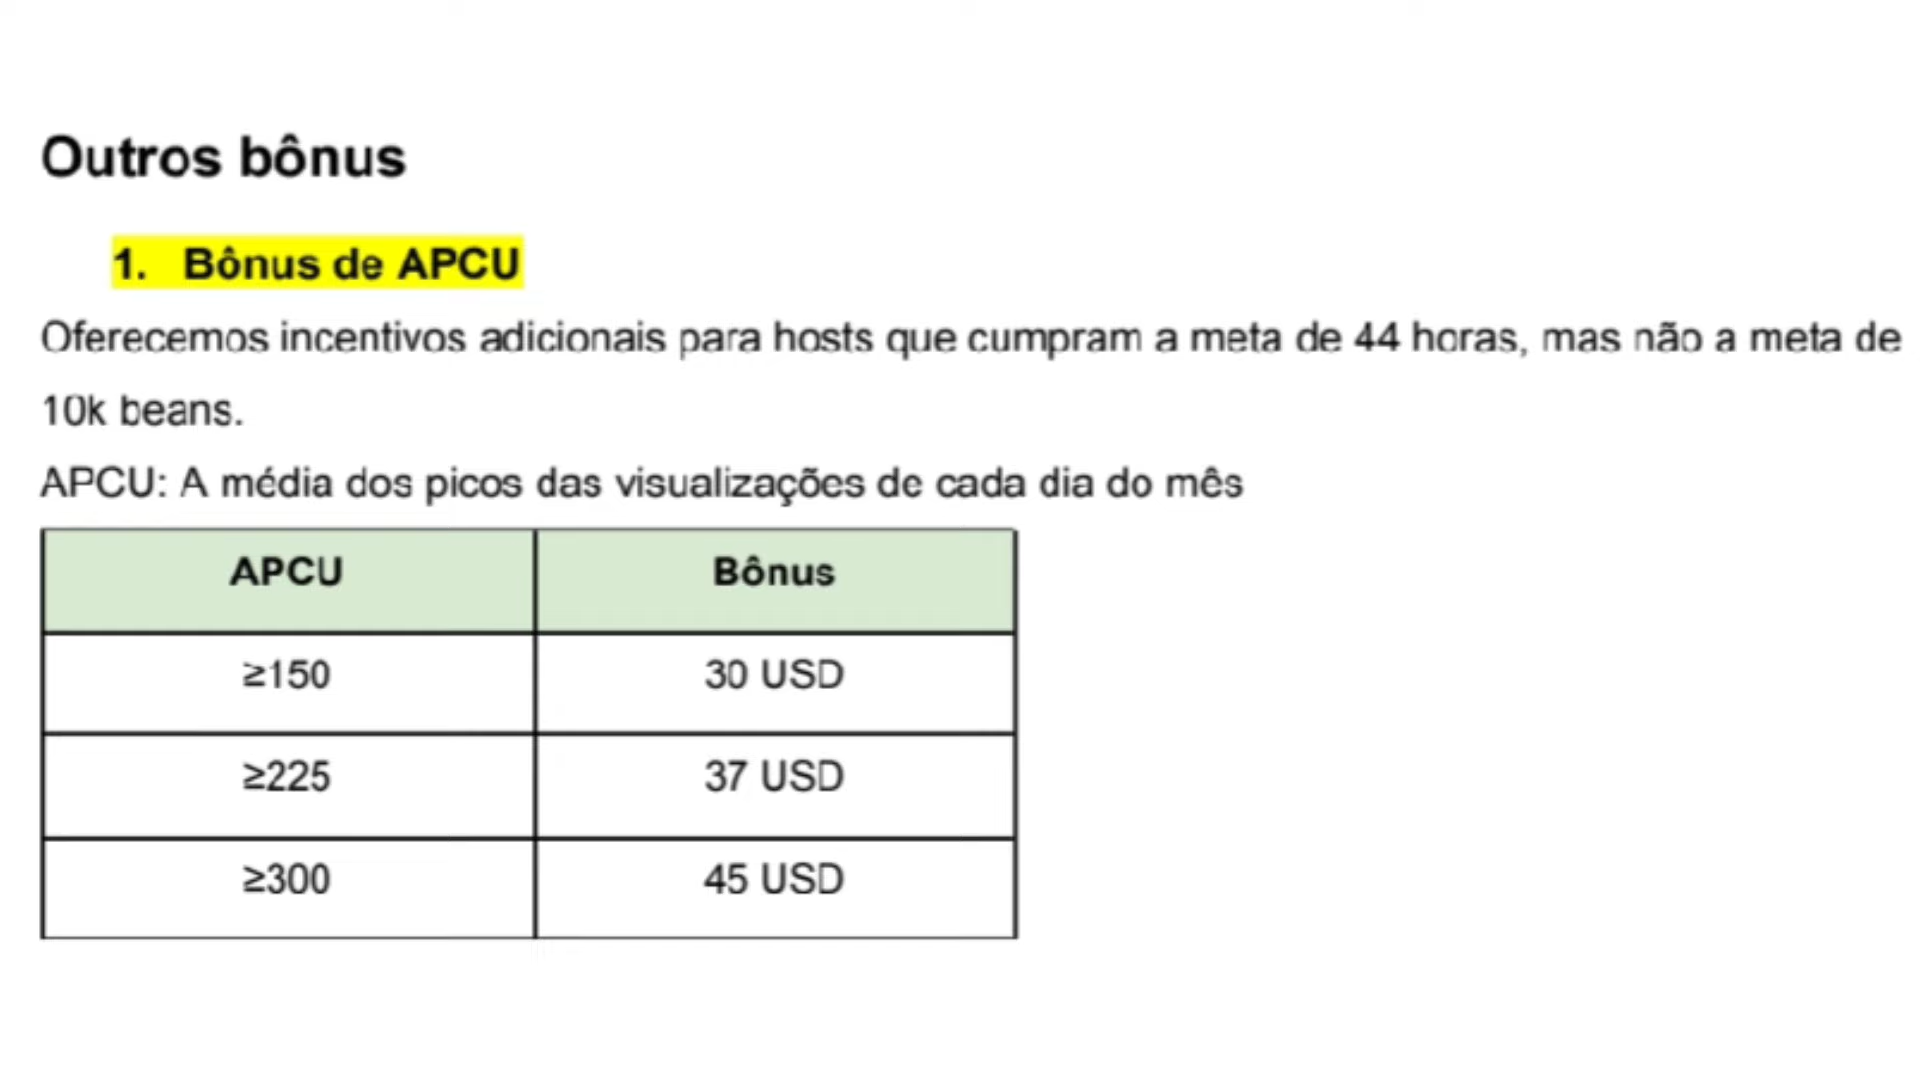 Outros bônus
1. Bônus de APCU
Oferecemos incentivos adicionais para hosts que cumpram a meta de 44 horas, mas não a meta de
10k beans.
APCU: A média dos picos das visualizações de cada dia do mês
APCU Bônus
≥150 30 USD
≥225 37 USD
≥300 45 USD